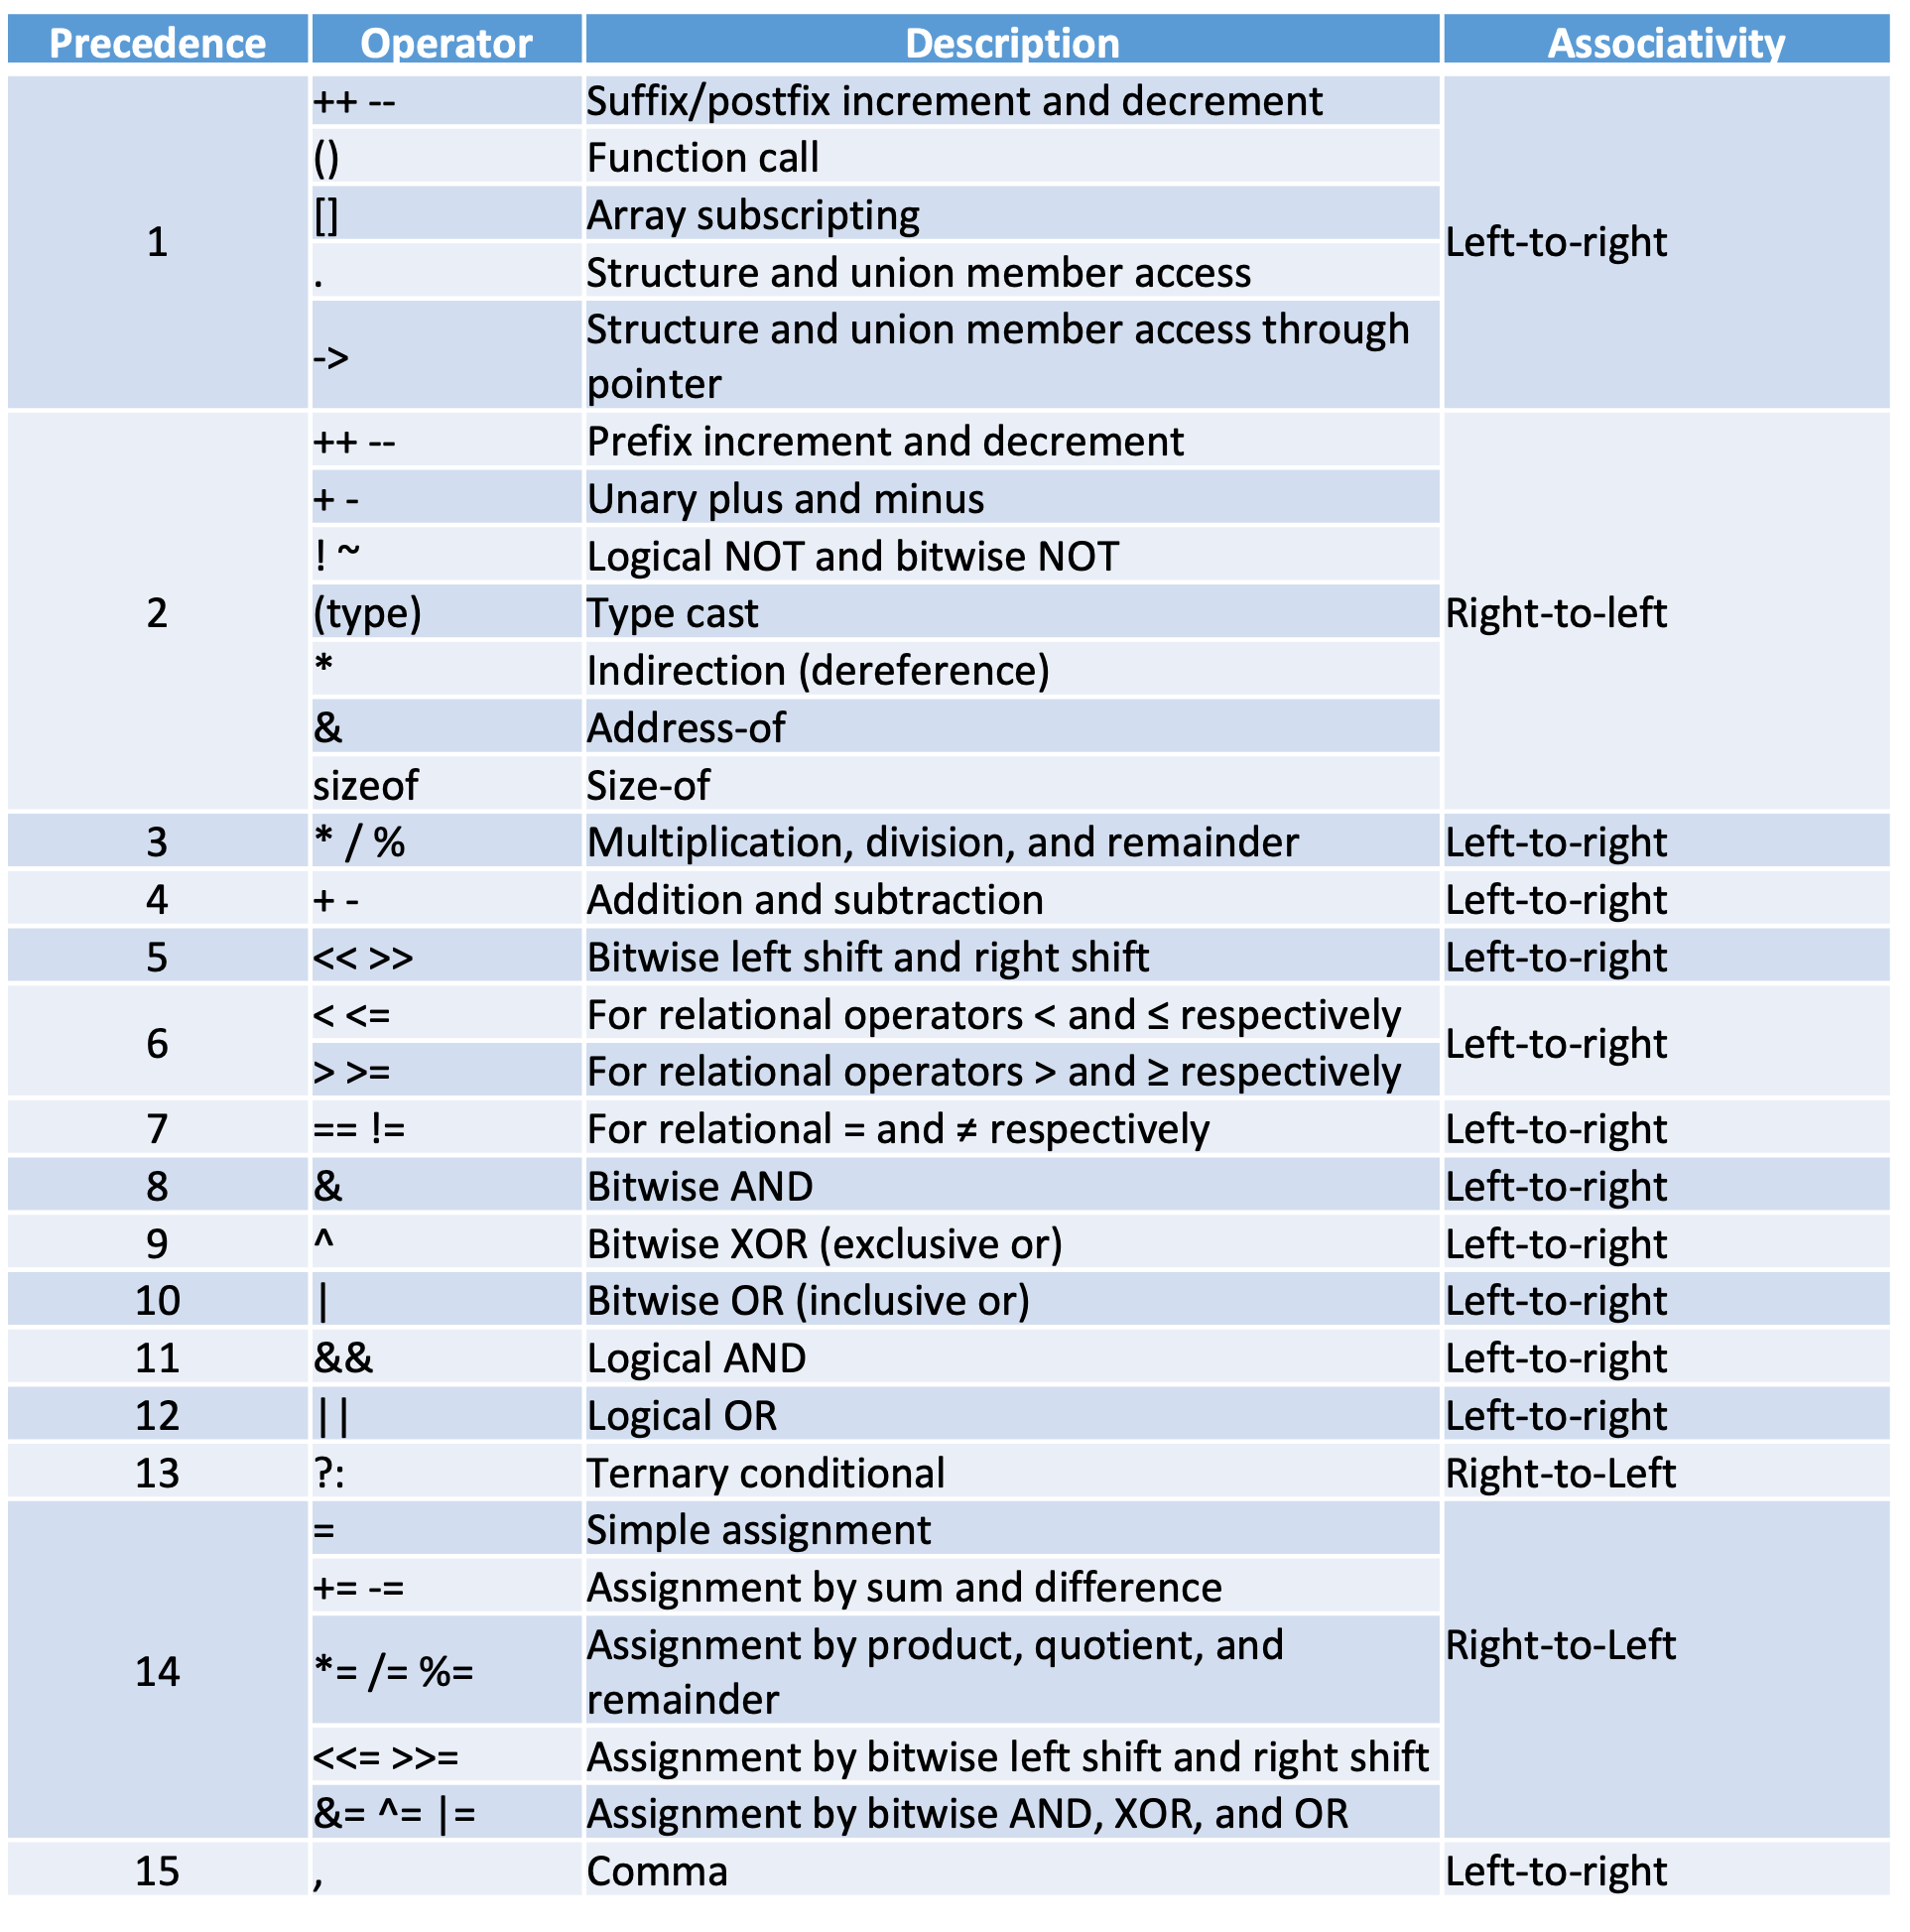 Precedence Operator Description Associativity
1 ++ -- Suffix/postfix increment and decrement Left-to-right
() Function call
[] Array subscripting
. Structure and union member access
-> Structure and union member access through
pointer
2 ++ -- Prefix increment and decrement Right-to-left
+ - Unary plus and minus
! ~ Logical NOT and bitwise NOT
(type) Type cast
* Indirection (dereference)
& Address-of
sizeof Size-of
3 * / % Multiplication, division, and remainder Left-to-right
4 + - Addition and subtraction Left-to-right
5 << >> Bitwise left shift and right shift Left-to-right
6 < <= For relational operators < and ≤ respectively Left-to-right
> >= For relational operators > and ≥ respectively
7 == != For relational = and ≠ respectively Left-to-right
8 & Bitwise AND Left-to-right
9 ^ Bitwise XOR (exclusive or) Left-to-right
10 | Bitwise OR (inclusive or) Left-to-right
11 && Logical AND Left-to-right
12 || Logical OR Left-to-right
13 ?: Ternary conditional Right-to-Left
14 = Simple assignment Right-to-Left
+= -= Assignment by sum and difference
*= /= %= Assignment by product, quotient, and
remainder
<<= >>= Assignment by bitwise left shift and right shift
&= ^= |= Assignment by bitwise AND, XOR, and OR
15 , Comma Left-to-right